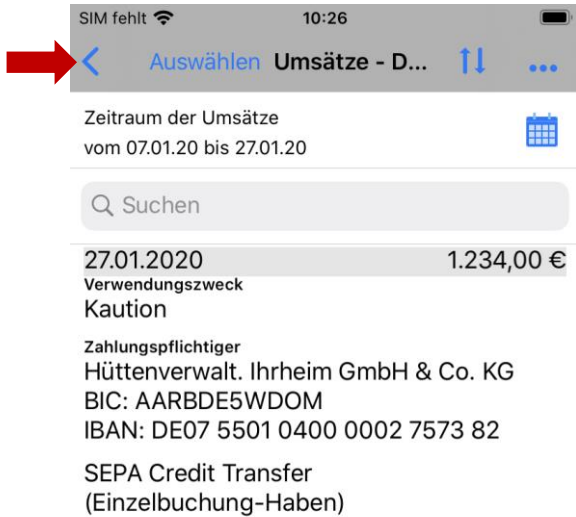 SIM fehlt 10:26
Auswählen Umsätze - D... ...
Zeitraum der Umsätze
vom 07.01.20 bis 27.01.20
Suchen
27.01.2020 1.234,00 €
Verwendungszweck
Kaution
Zahlungspflichtiger
Hüttenverwalt. Ihrheim GmbH & Co. KG
BIC: AARBDE5WDOM
IBAN: DE07 5501 0400 0002 7573 82
SEPA Credit Transfer
(Einzelbuchung-Haben)